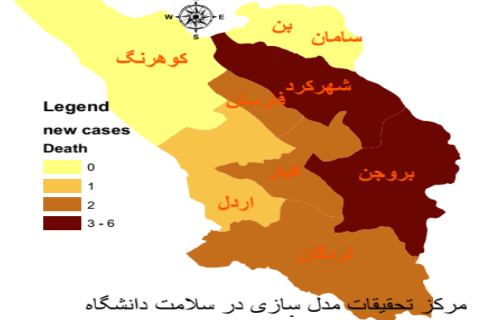 W E
S
بن
سامان
کوهرنگ
شهرکرد
فارسان
Legend
new cases
Death
0
1
2
3 - 6
بروجن
کیار
اردل
لردگان
مرکز تحقیقات مدل سازی در سلامت دانشگاه